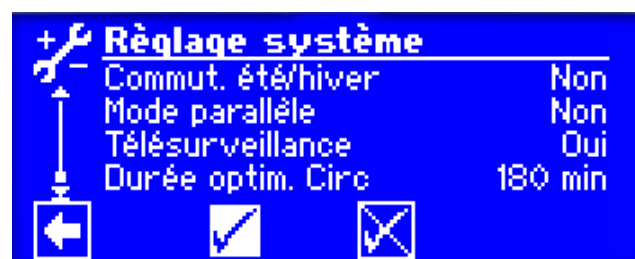 Règlage système
Commut. été/hiver Non
Mode parallèle Non
Télésurveillance Oui
Durée optim. Circ 180 min